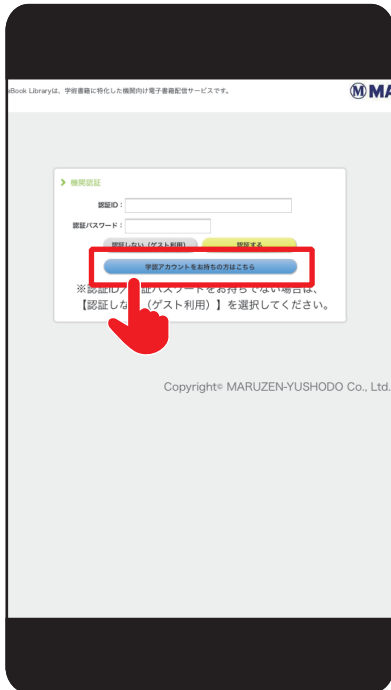 Book Libraryは、学術書籍に特化した機関向け電子書籍配信サービスです。
M MA
機関認証
認証ID：
認証パスワード：
認証しない（ゲスト利用） 認証する
学認アカウントをお持ちの方はこちら
※認証ID／認証パスワードをお持ちでない場合は、
【認証しな （ゲスト利用）】を選択してください。
Copyright© MARUZEN-YUSHODO Co., Ltd.